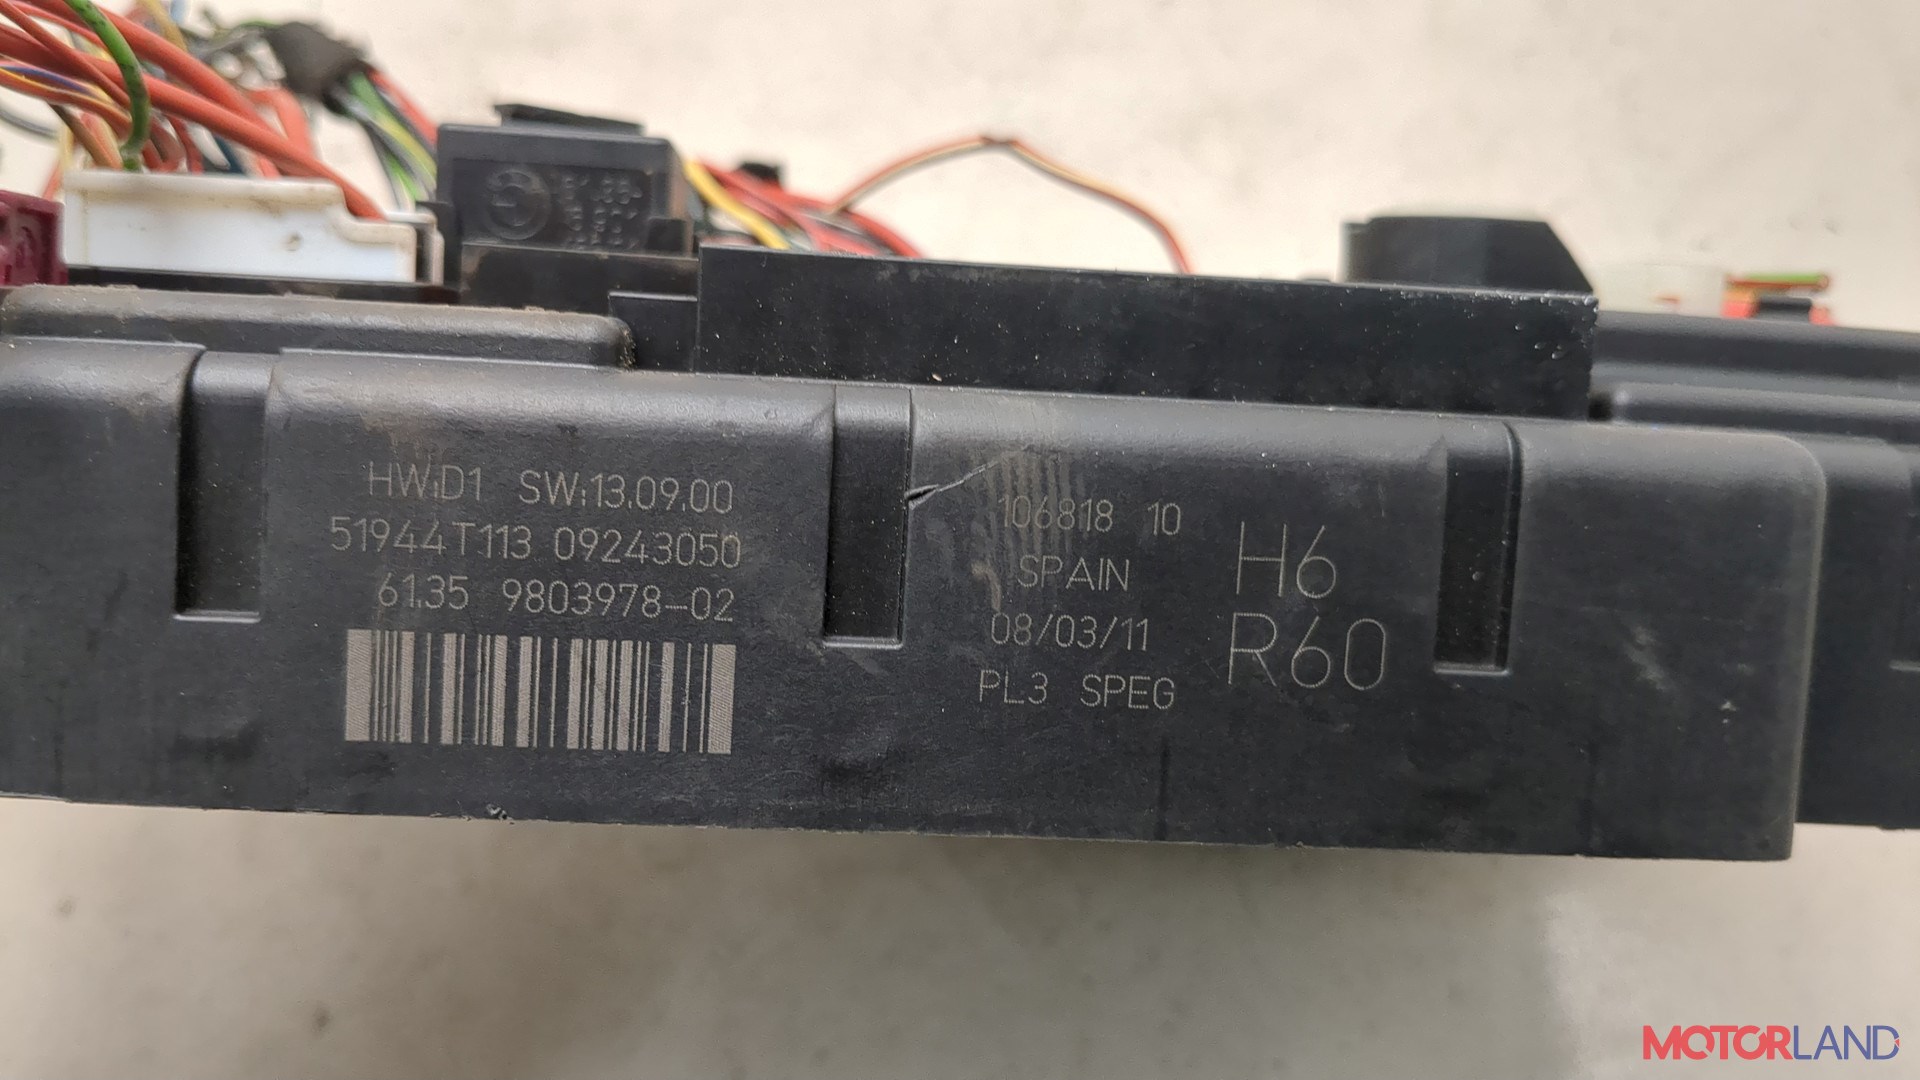 HW:D1 SW:13.09.00
51944T113 09243050
61.35 9803978-02
106818 10
SPAIN
08/03/11
PL3 SPEG
H6
R60
MOTORLAND